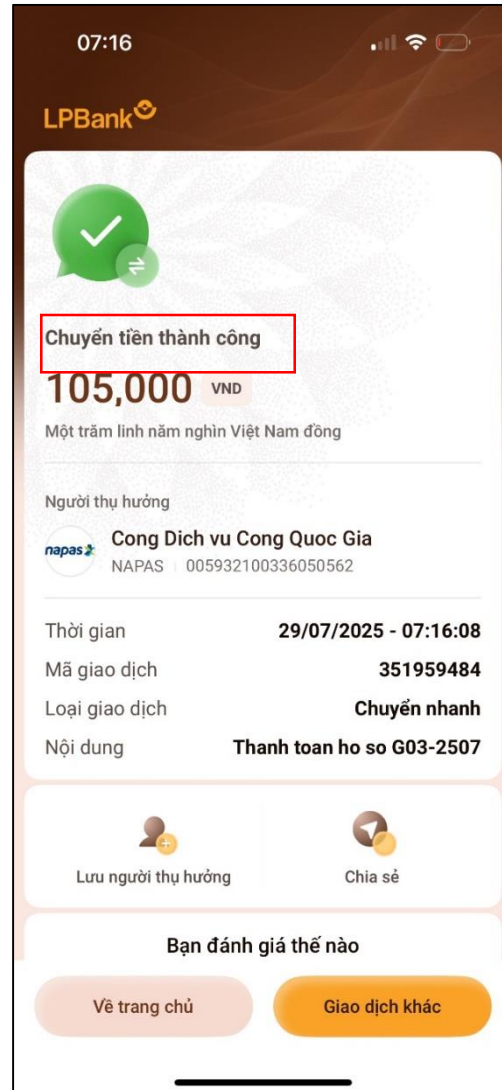 07:16
LPBank
Chuyển tiền thành công
105,000 VND
Một trăm linh năm nghìn Việt Nam đồng
Người thụ hưởng
napas Cong Dich vu Cong Quoc Gia
NAPAS 005932100336050562
Thời gian 29/07/2025 - 07:16:08
Mã giao dịch 351959484
Loại giao dịch Chuyển nhanh
Nội dung Thanh toan ho so G03-2507
Lưu người thụ hưởng Chia sẻ
Bạn đánh giá thế nào
Về trang chủ Giao dịch khác